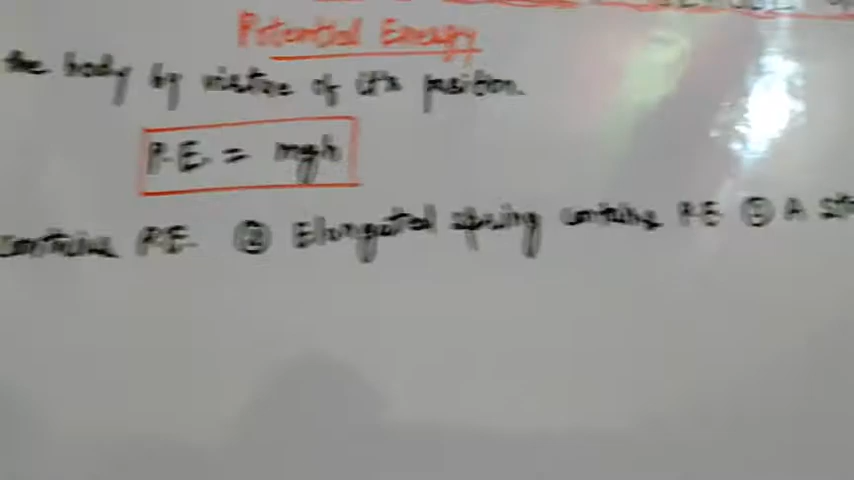 Potential Energy
the body by virtue of it's position.
P.E. = mgh
contains P.E. ② Elongated spring contains P.E ③ A